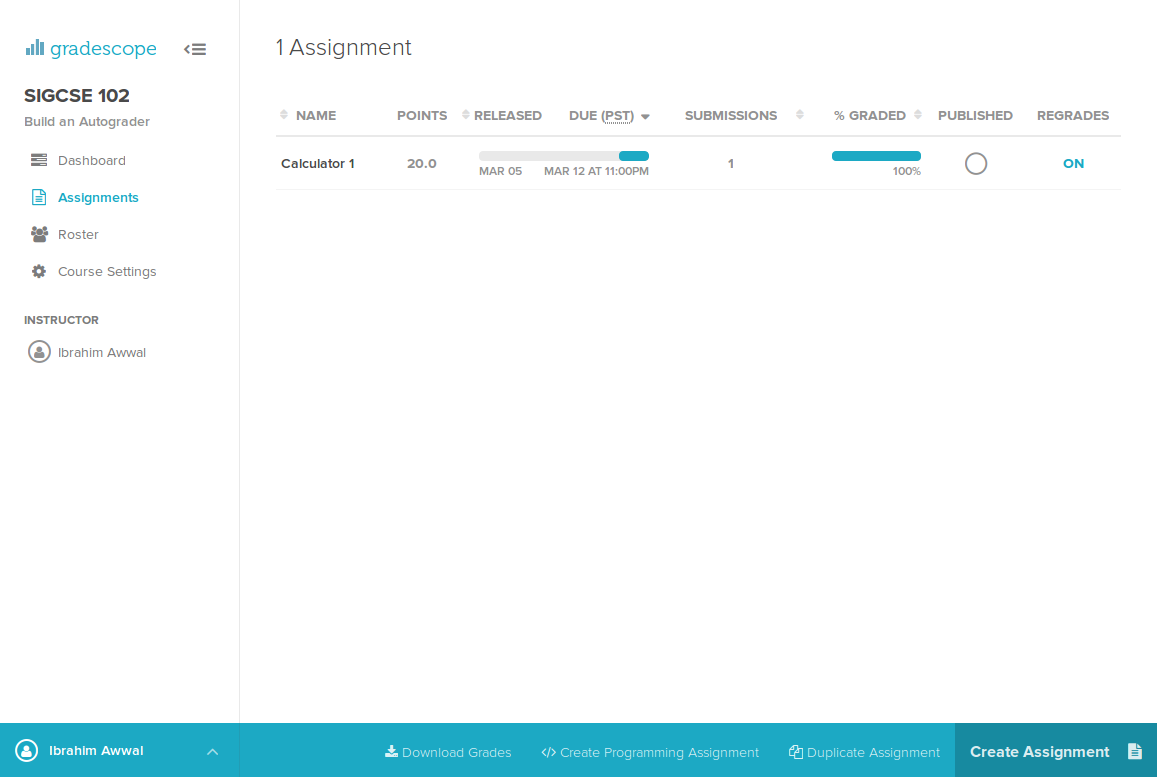 gradescope
SIGCSE 102
Build an Autograder
Dashboard
Assignments
Roster
Course Settings
INSTRUCTOR
Ibrahim Awwal
1 Assignment
NAME POINTS RELEASED DUE (PST) SUBMISSIONS % GRADED PUBLISHED REGRADES
Calculator 1 20.0 MAR 05 MAR 12 AT 11:00PM 1 100% ON
Ibrahim Awwal
Download Grades </> Create Programming Assignment Duplicate Assignment Create Assignment